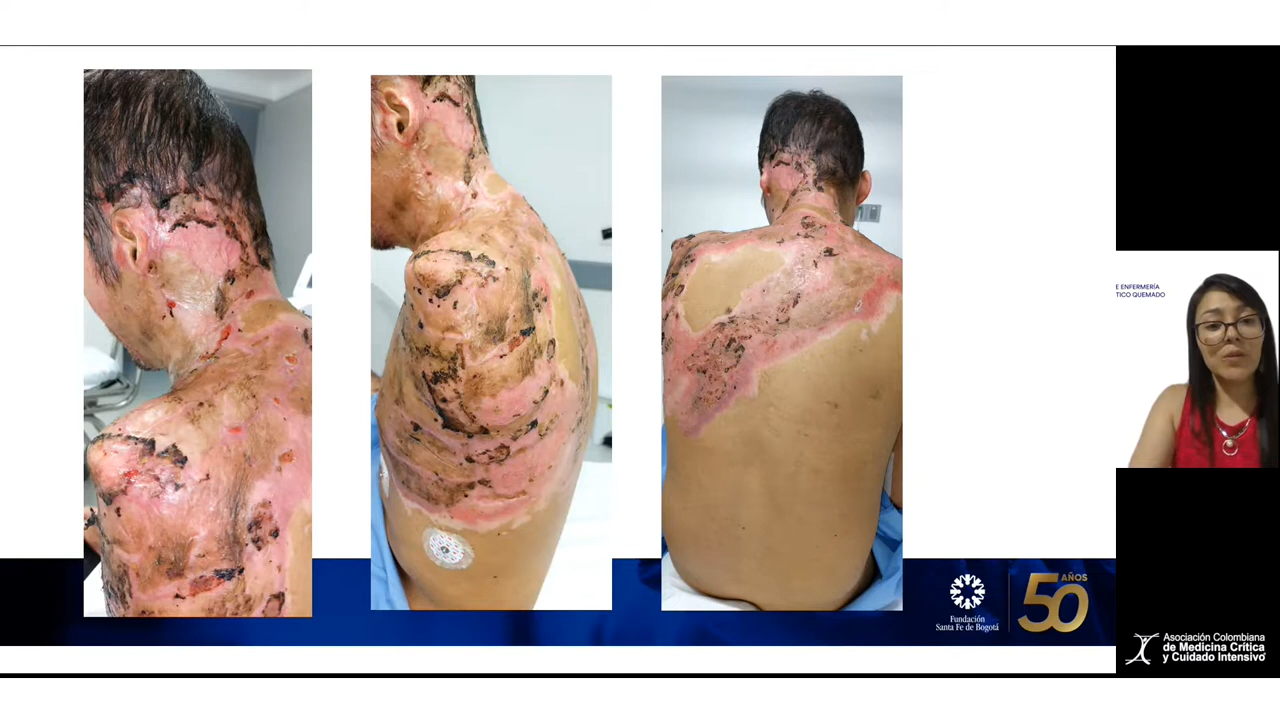 E ENFERMERÍA
TICO QUEMADO
Fundación
Santa Fe de Bogotá
50 AÑOS
Asociación Colombiana
de Medicina Crítica
y Cuidado Intensivo